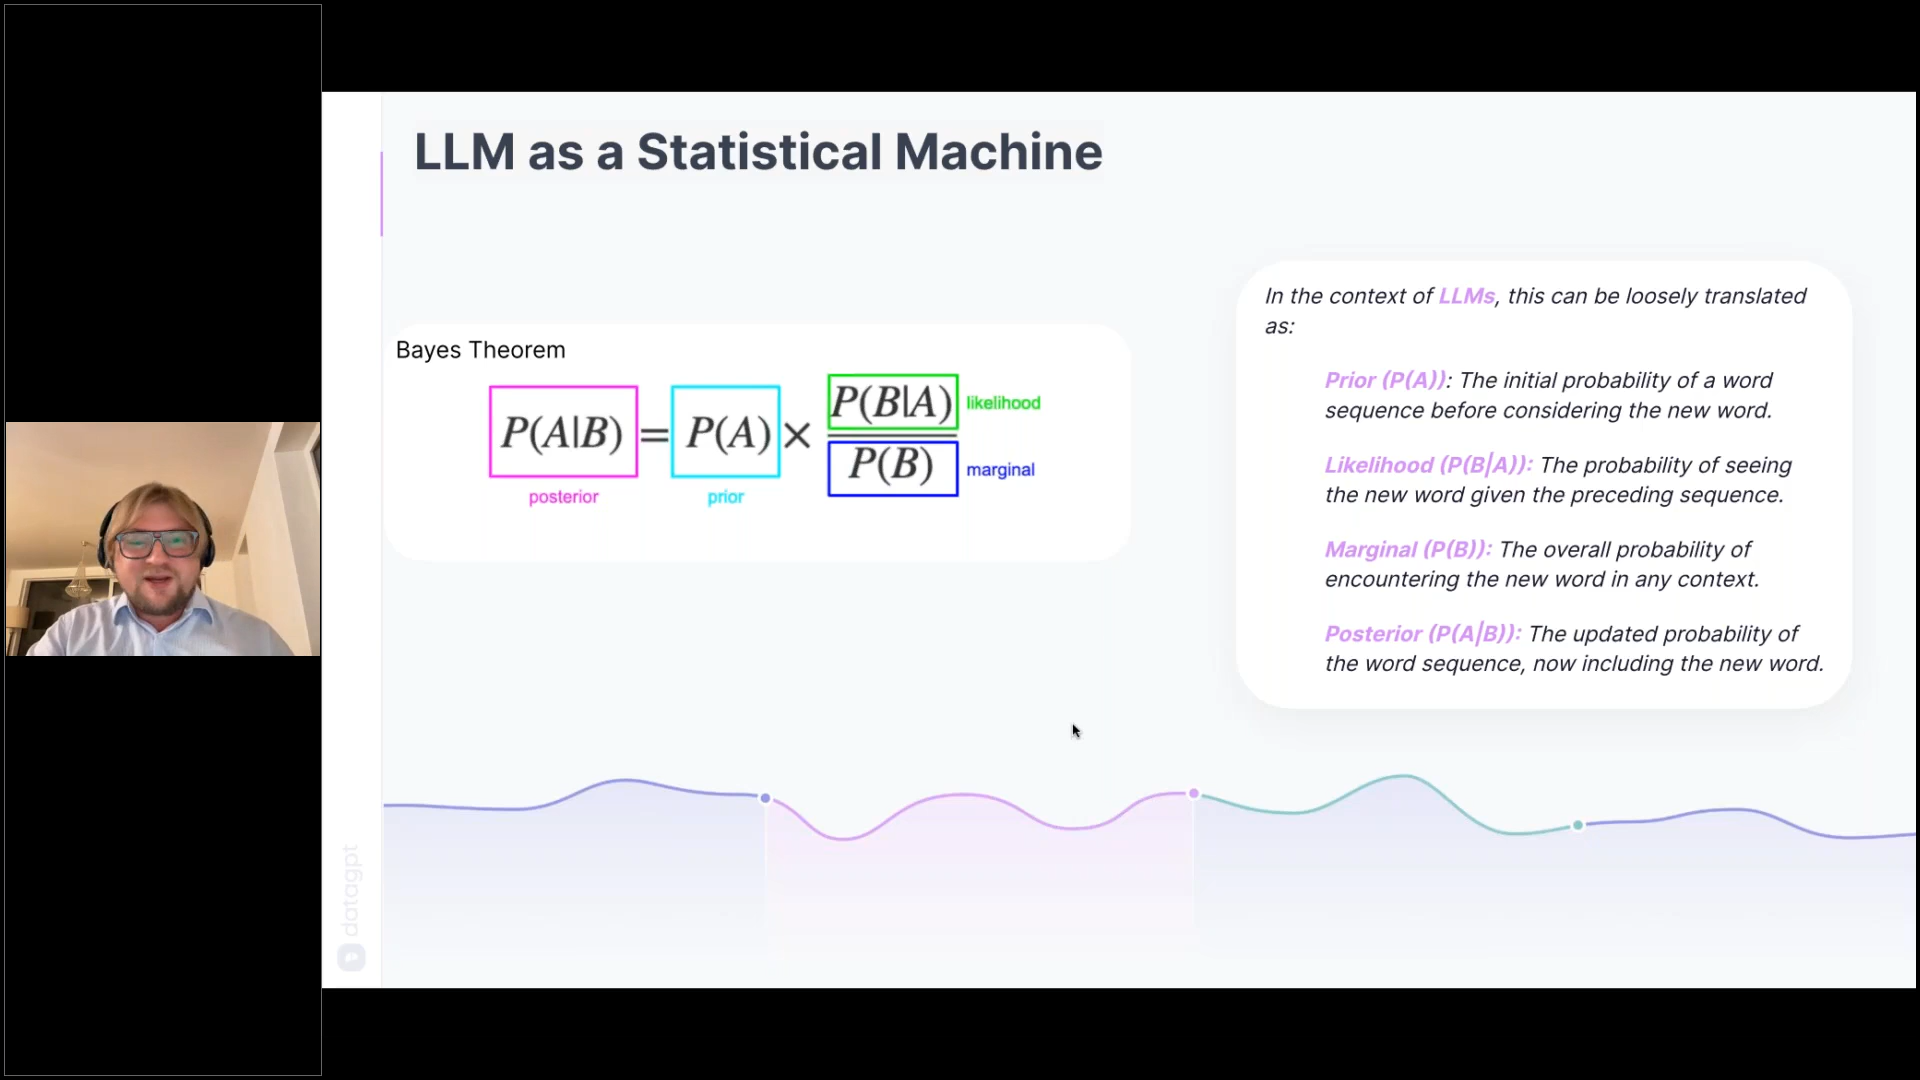 LLM as a Statistical Machine
Bayes Theorem
P(A|B) = P(A) × P(B|A) / P(B)
likelihood
marginal
posterior
prior
In the context of LLMs, this can be loosely translated
as:
Prior (P(A)): The initial probability of a word
sequence before considering the new word.
Likelihood (P(B|A)): The probability of seeing
the new word given the preceding sequence.
Marginal (P(B)): The overall probability of
encountering the new word in any context.
Posterior (P(A|B)): The updated probability of
the word sequence, now including the new word.
datagpt